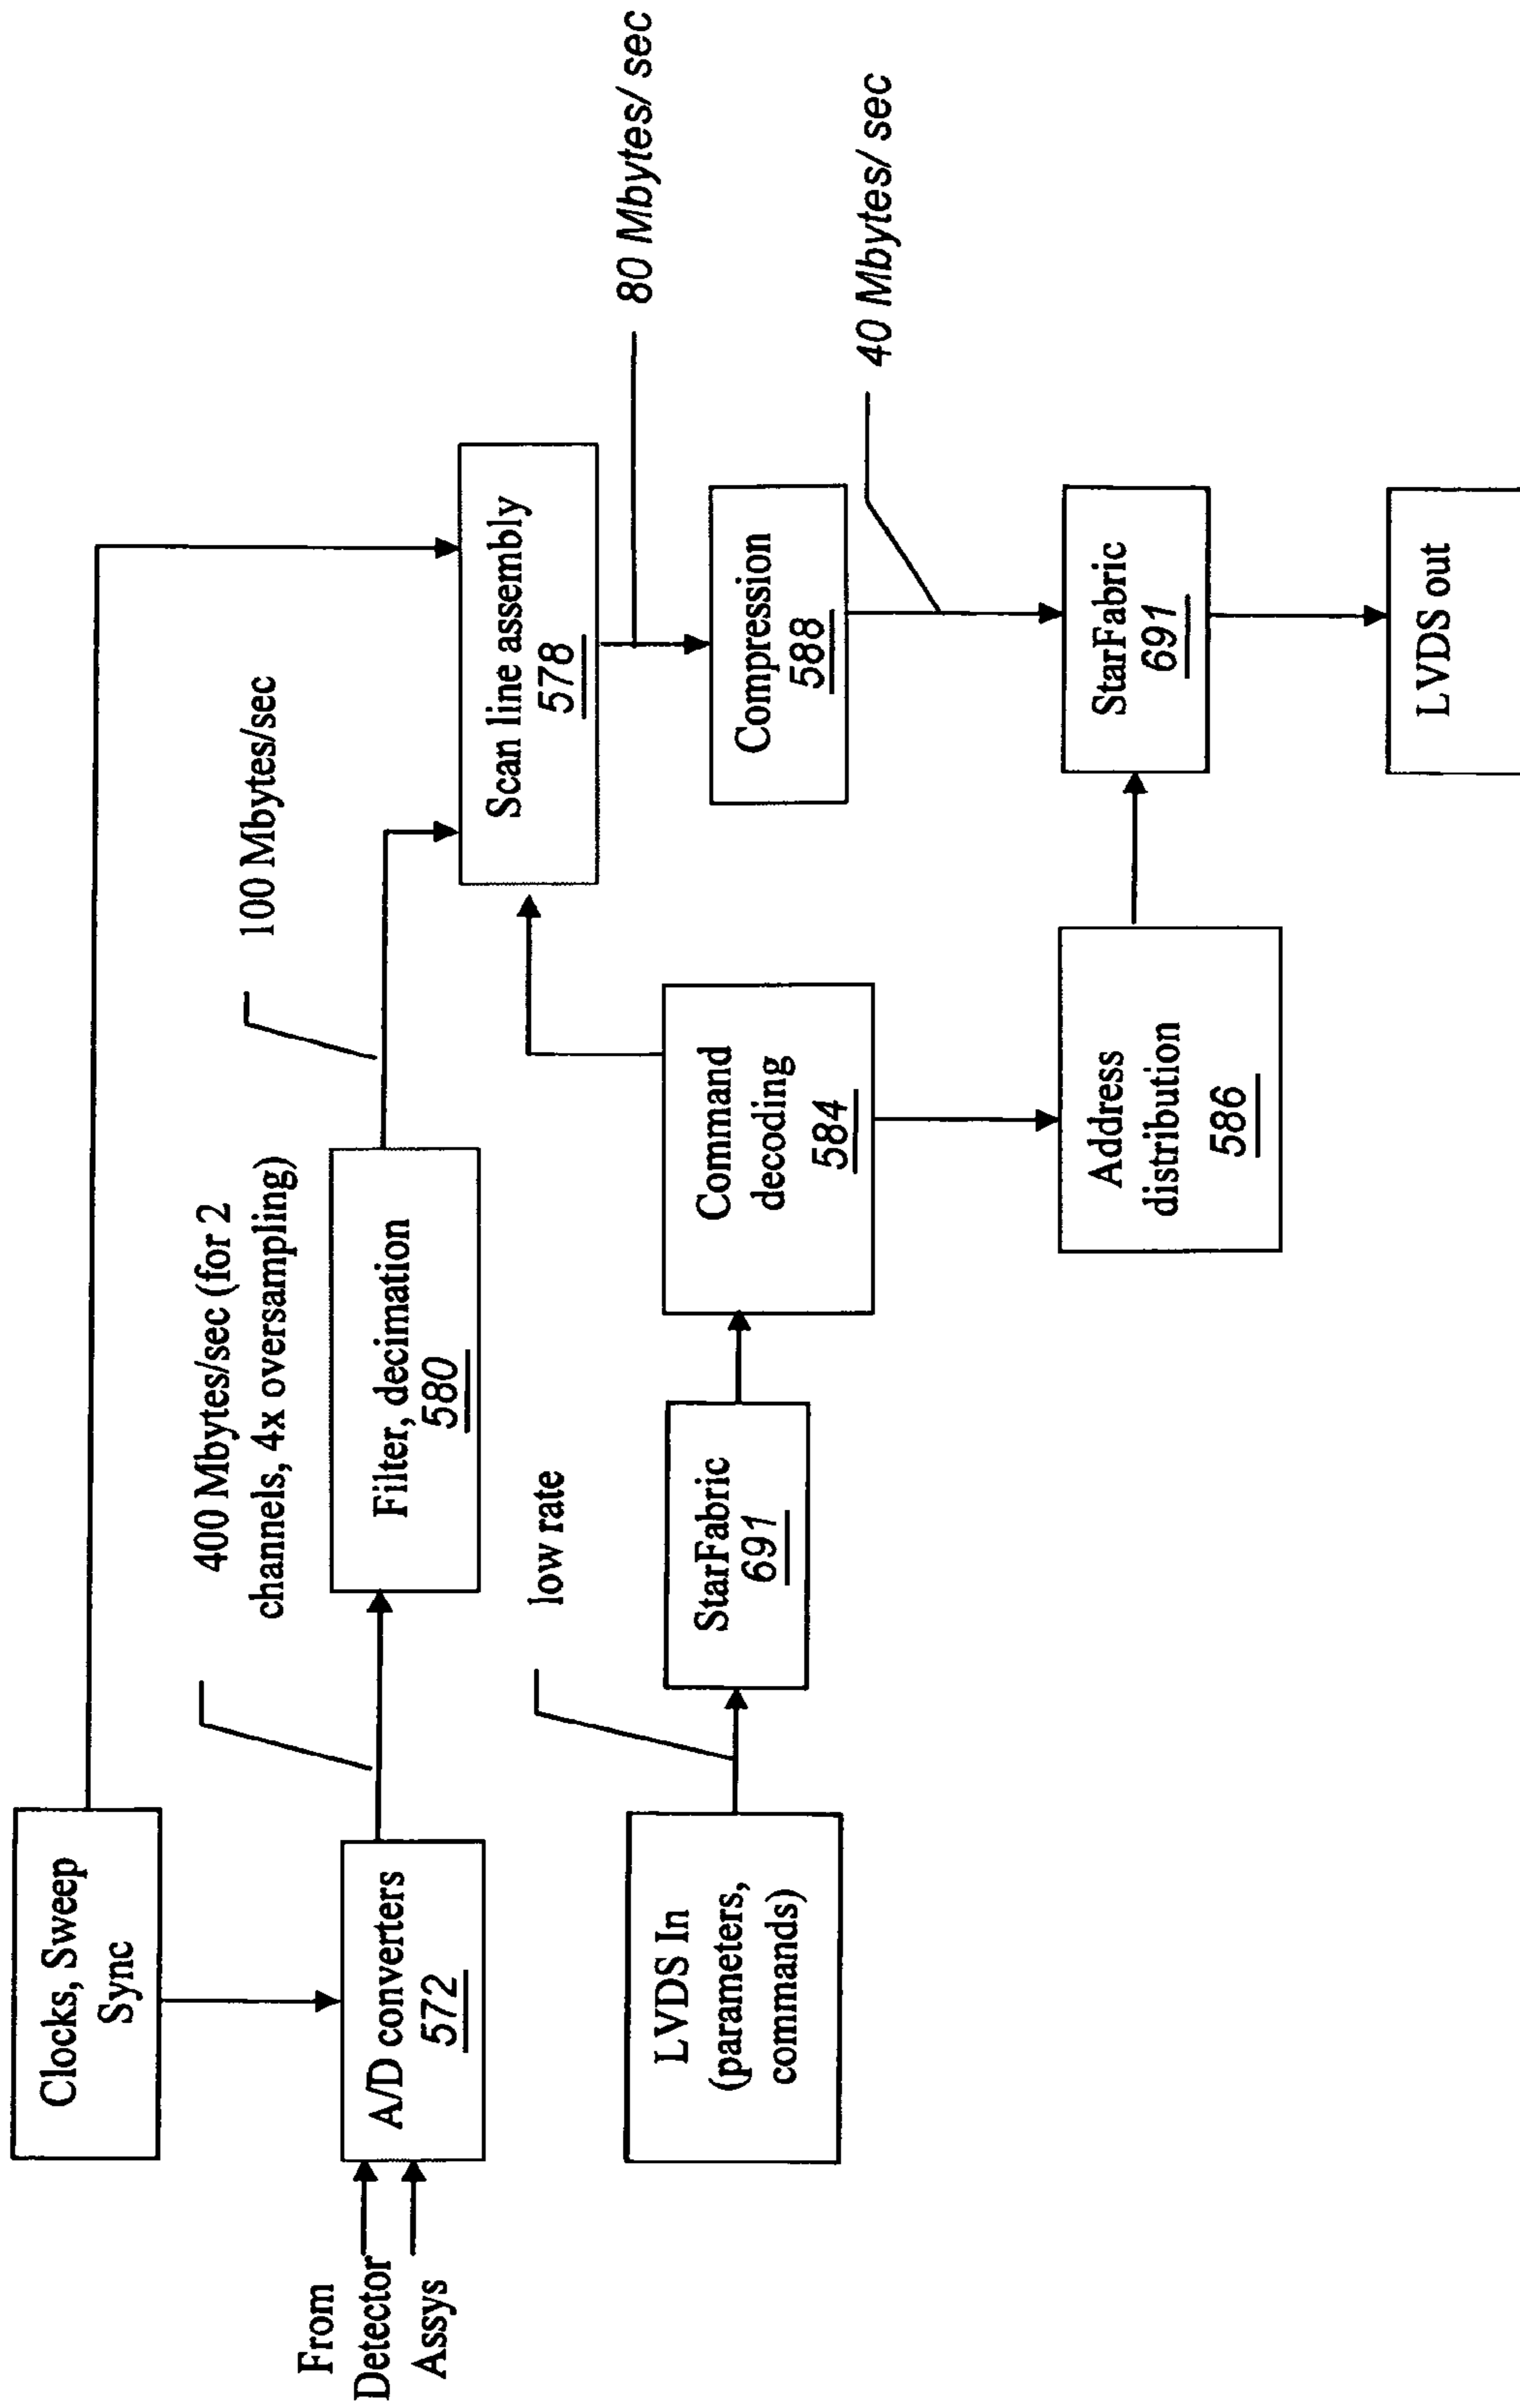 Clocks, Sweep
Sync
From
Detector
Assys
A/D converters
572
400 Mbytes/sec (for 2
channels, 4x oversampling)
Filter, decimation
580
100 Mbytes/sec
Scan line assembly
578
80 Mbytes/ sec
LVDS In
(parameters,
commands)
low rate
StarFabric
691
Command
decoding
584
Compression
588
40 Mbytes/ sec
Address
distribution
586
StarFabric
691
LVDS out